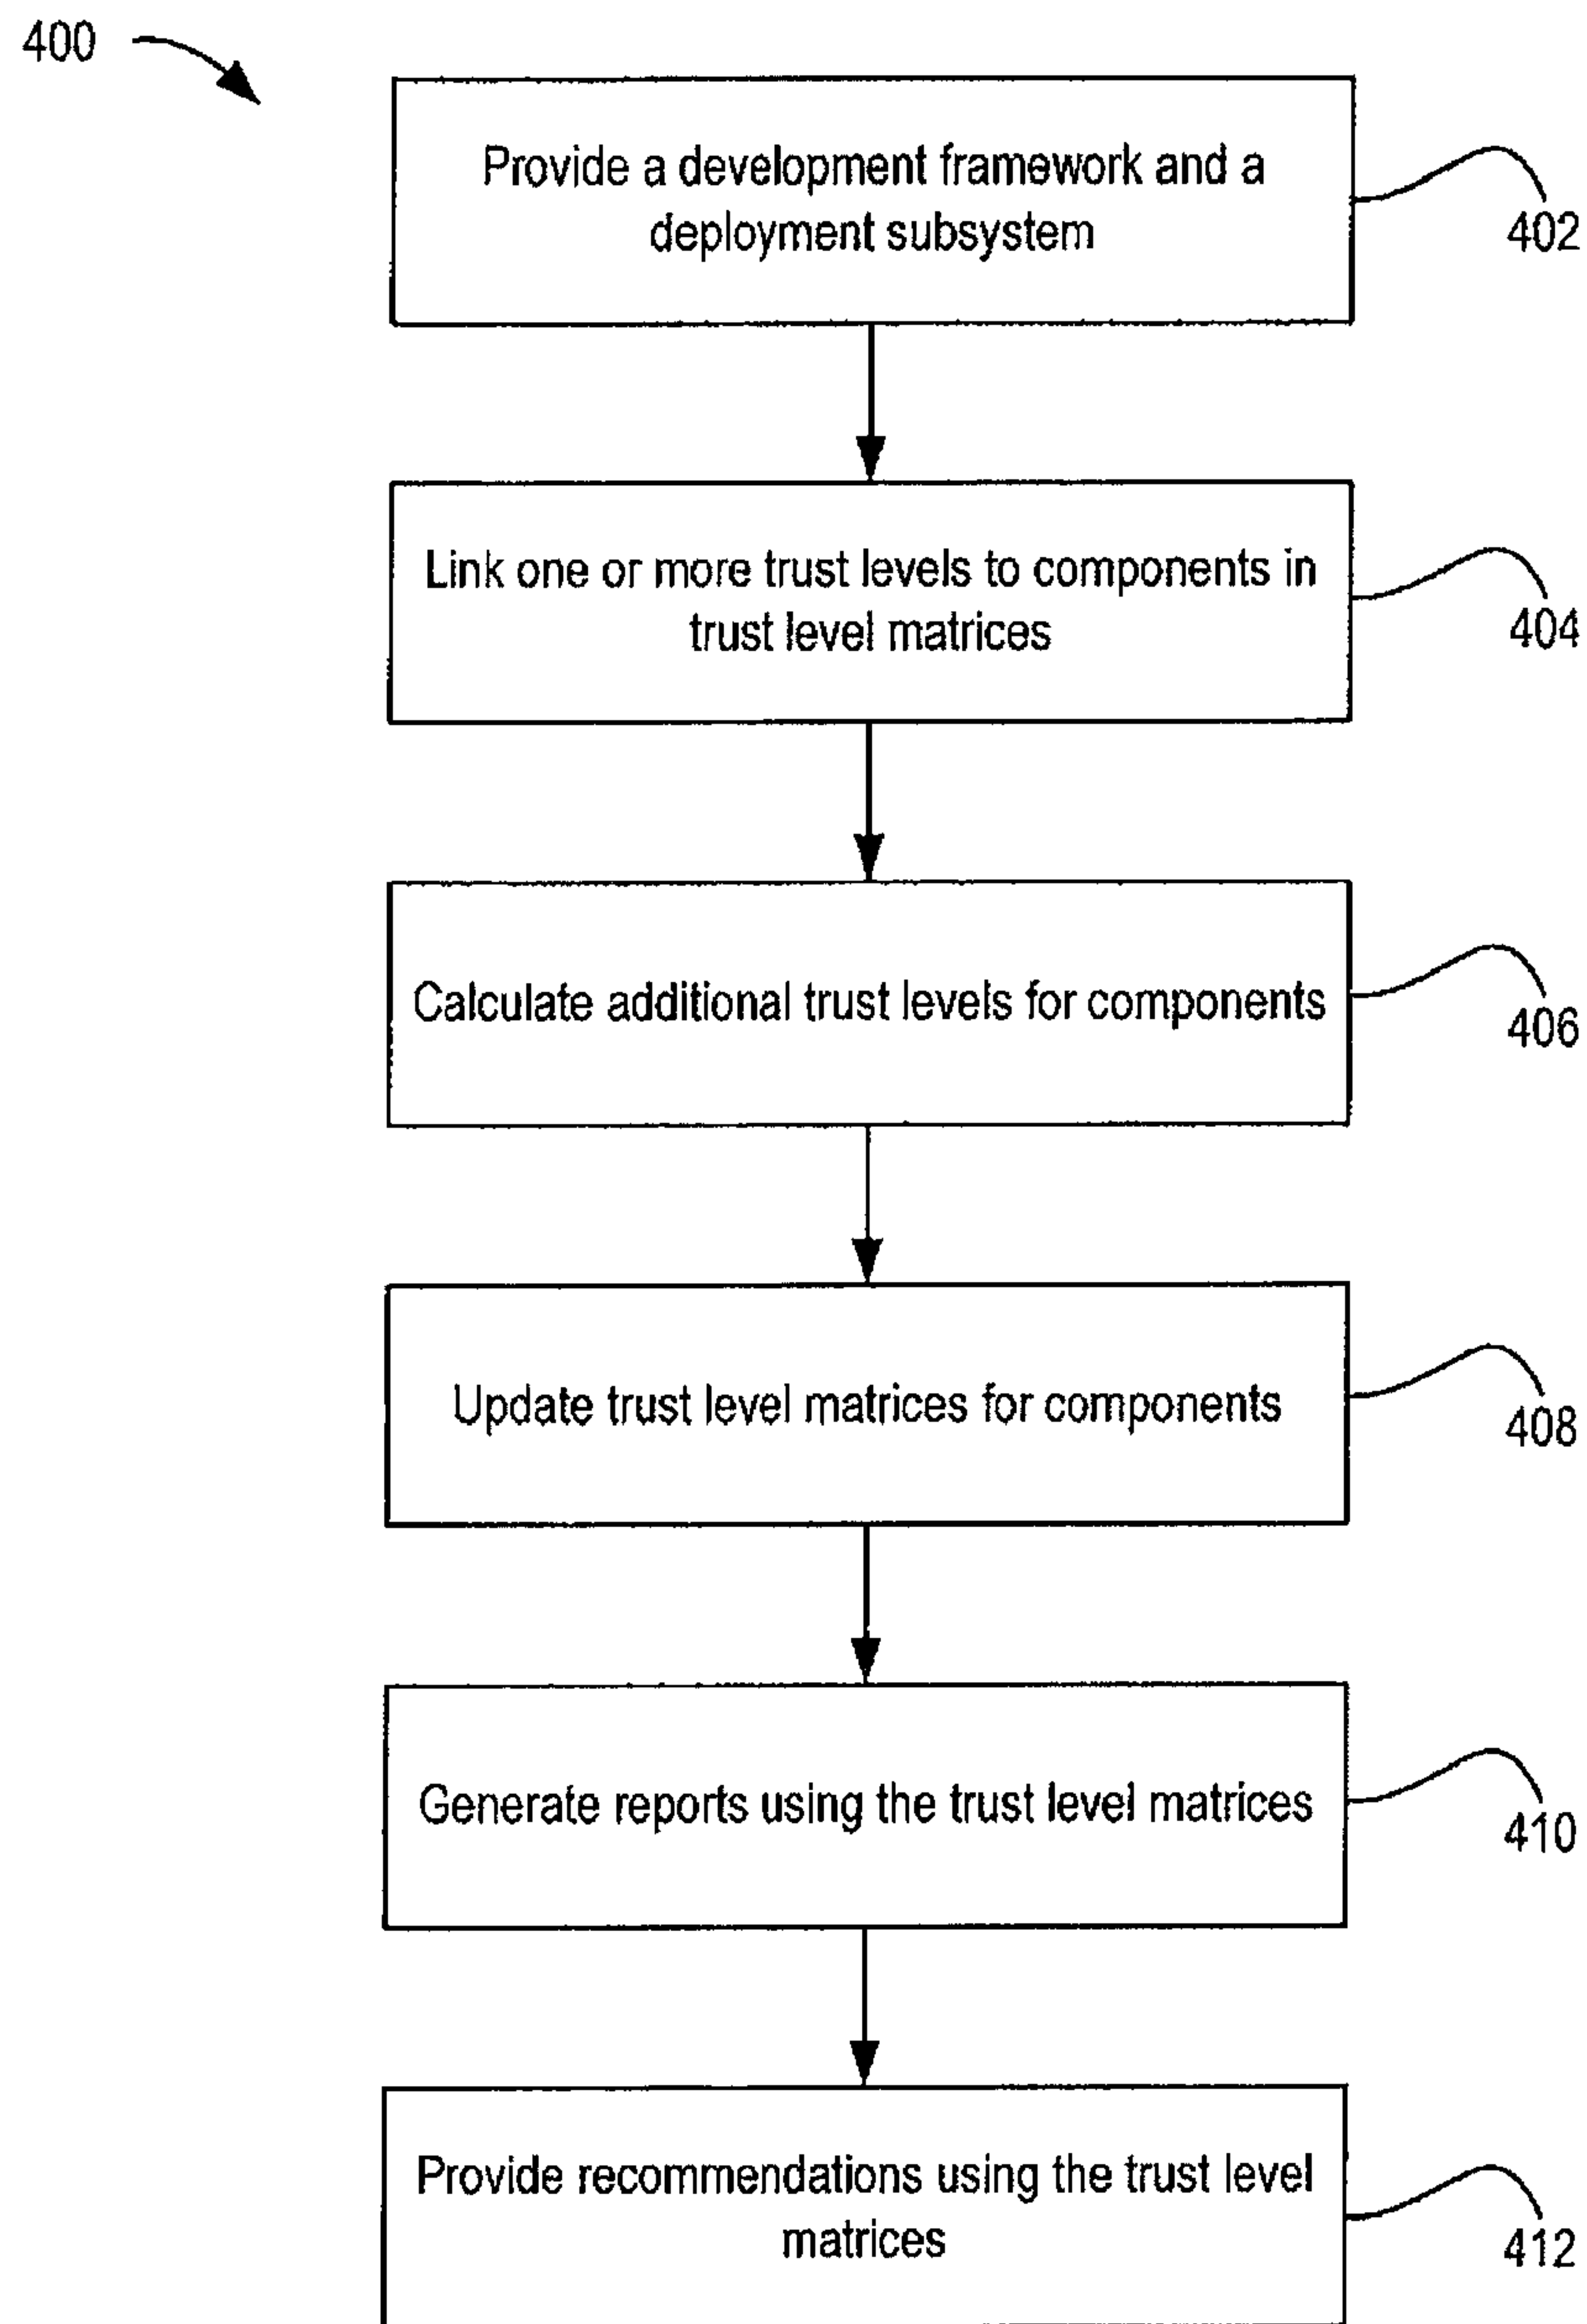 400
Provide a development framework and a
deployment subsystem
402
Link one or more trust levels to components in
trust level matrices
404
Calculate additional trust levels for components
406
Update trust level matrices for components
408
Generate reports using the trust level matrices
410
Provide recommendations using the trust level
matrices
412